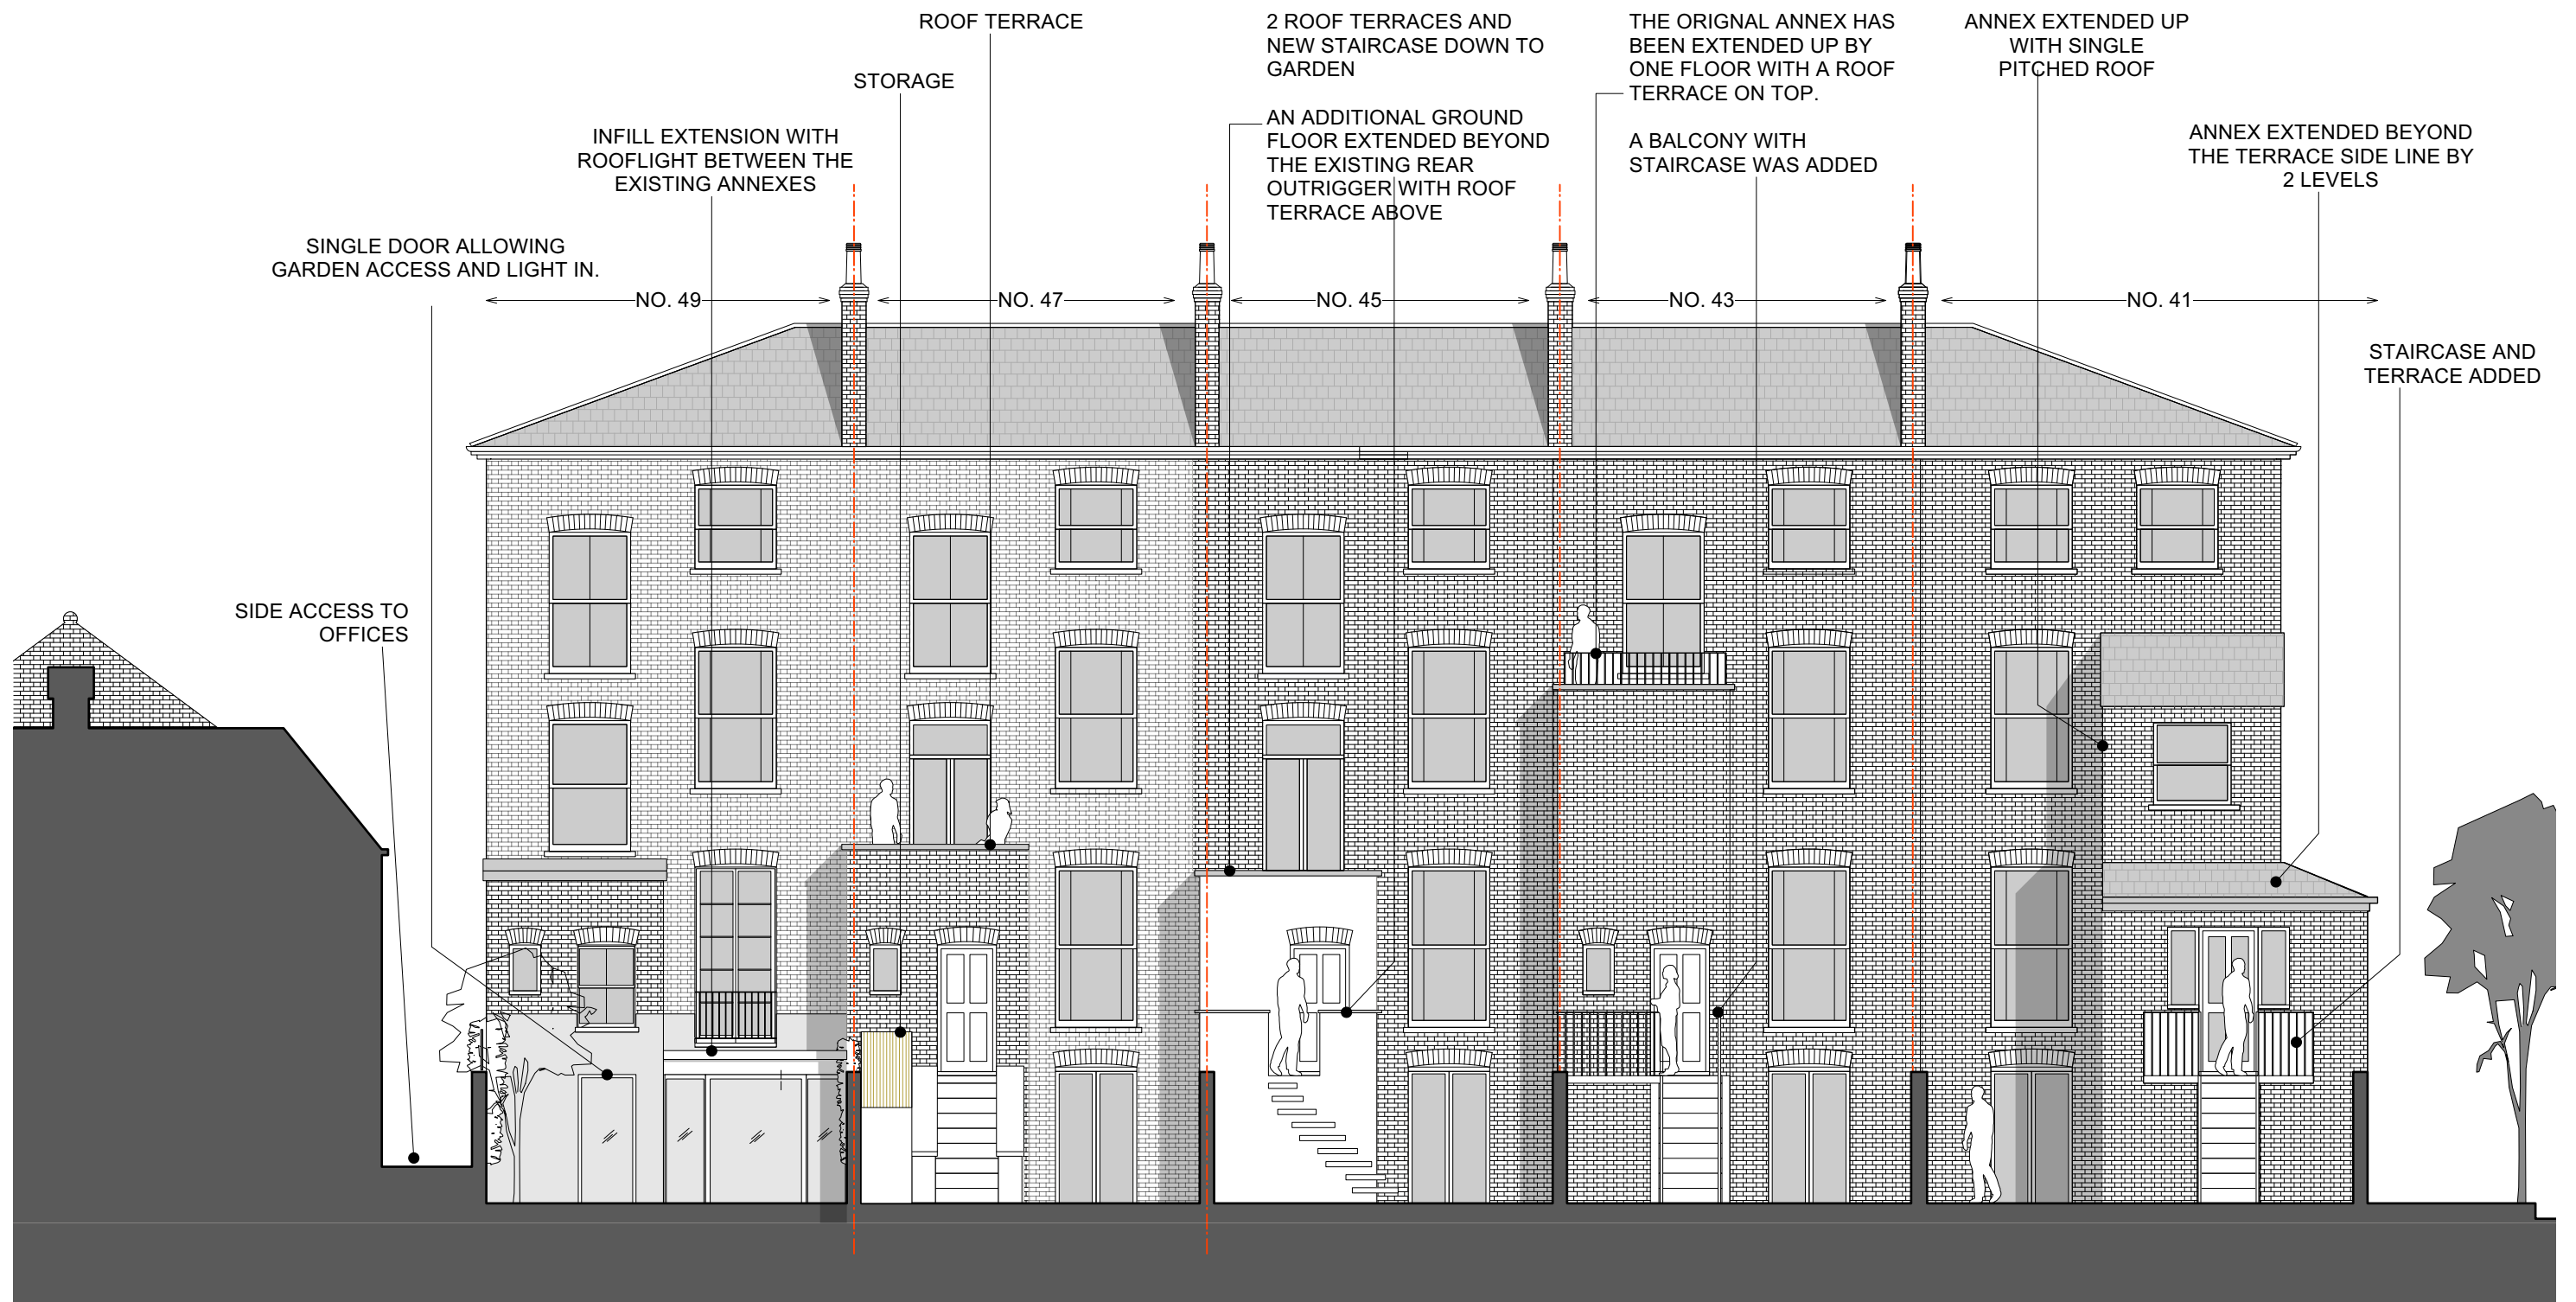 ROOF TERRACE
STORAGE
INFILL EXTENSION WITH
ROOFLIGHT BETWEEN THE
EXISTING ANNEXES
SINGLE DOOR ALLOWING
GARDEN ACCESS AND LIGHT IN.
SIDE ACCESS TO
OFFICES
2 ROOF TERRACES AND
NEW STAIRCASE DOWN TO
GARDEN
AN ADDITIONAL GROUND
FLOOR EXTENDED BEYOND
THE EXISTING REAR
OUTRIGGER WITH ROOF
TERRACE ABOVE
THE ORIGNAL ANNEX HAS
BEEN EXTENDED UP BY
ONE FLOOR WITH A ROOF
TERRACE ON TOP.
A BALCONY WITH
STAIRCASE WAS ADDED
ANNEX EXTENDED UP
WITH SINGLE
PITCHED ROOF
ANNEX EXTENDED BEYOND
THE TERRACE SIDE LINE BY
2 LEVELS
STAIRCASE AND
TERRACE ADDED
NO. 49
NO. 47
NO. 45
NO. 43
NO. 41